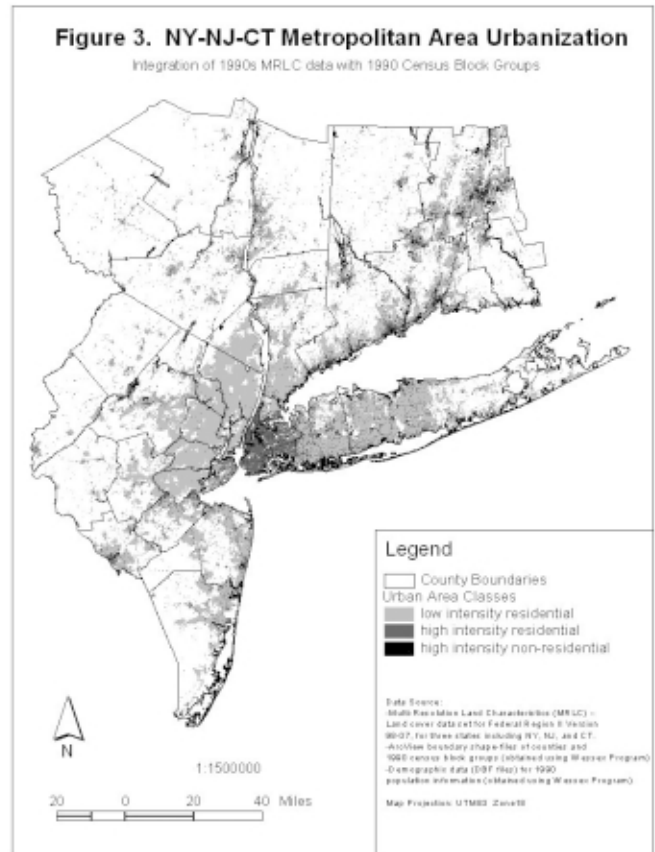 Figure 3. NY-NJ-CT Metropolitan Area Urbanization
Integration of 1990s MRLC data with 1990 Census Block Groups
Legend
County Boundaries
Urban Area Classes
low intensity residential
high intensity residential
high intensity non-residential
Data Source:
-Multi Resolution Land Characteristics (MRLC) –
Land cover dataset for Federal Region II Version
98-07, for three states including NY, NJ, and CT.
-ArcView boundary shape-files of counties and
1990 census block groups (obtained using Wessex Program)
-Demographic data (DBF files) for 1990
population information (obtained using Wessex Program)
Map Projection: UTM83 Zone18
N
1:1500000
20 0 20 40 Miles